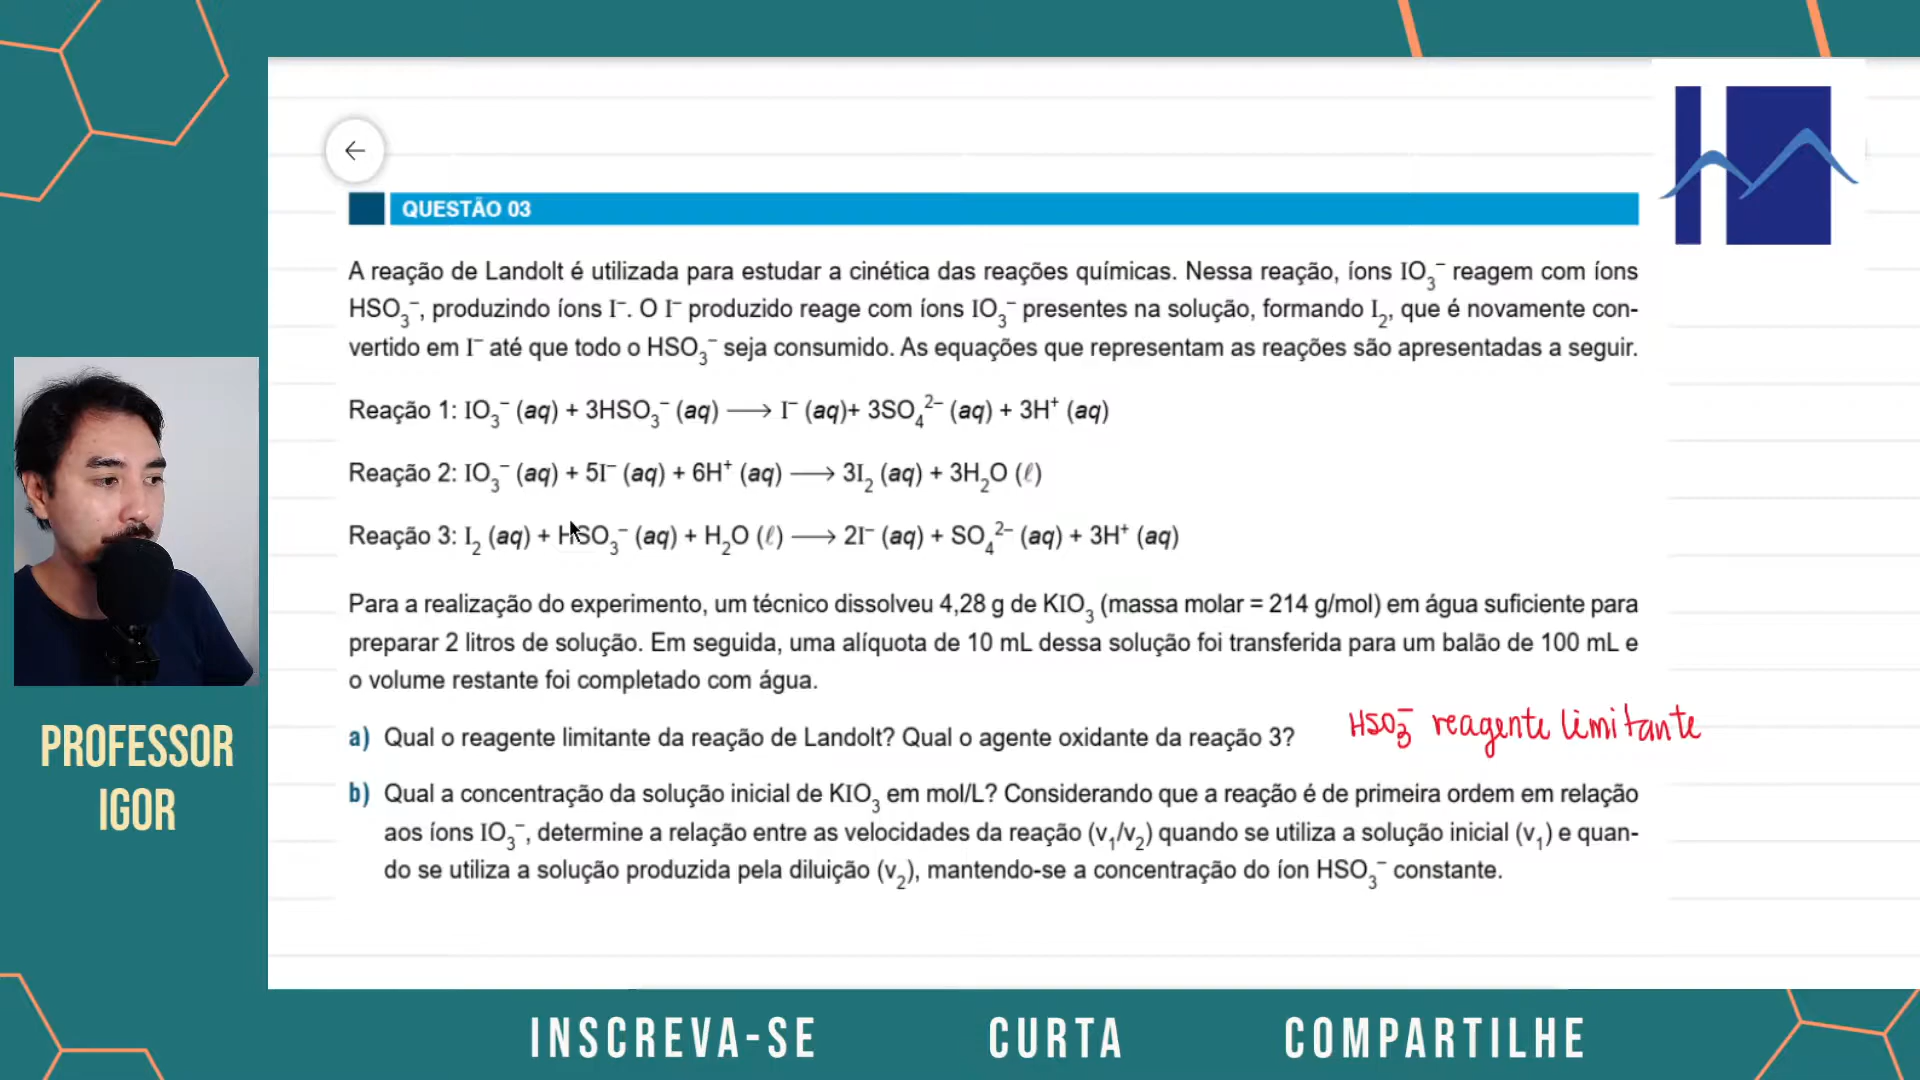 QUESTÃO 03
A reação de Landolt é utilizada para estudar a cinética das reações químicas. Nessa reação, íons IO₃⁻ reagem com íons
HSO₃⁻, produzindo íons I⁻. O I⁻ produzido reage com íons IO₃⁻ presentes na solução, formando I₂, que é novamente con-
vertido em I⁻ até que todo o HSO₃⁻ seja consumido. As equações que representam as reações são apresentadas a seguir.
Reação 1: IO₃⁻ (aq) + 3HSO₃⁻ (aq) ⟶ I⁻ (aq)+ 3SO₄²⁻ (aq) + 3H⁺ (aq)
Reação 2: IO₃⁻ (aq) + 5I⁻ (aq) + 6H⁺ (aq) ⟶ 3I₂ (aq) + 3H₂O (ℓ)
Reação 3: I₂ (aq) + HSO₃⁻ (aq) + H₂O (ℓ) ⟶ 2I⁻ (aq) + SO₄²⁻ (aq) + 3H⁺ (aq)
Para a realização do experimento, um técnico dissolveu 4,28 g de KIO₃ (massa molar = 214 g/mol) em água suficiente para
preparar 2 litros de solução. Em seguida, uma alíquota de 10 mL dessa solução foi transferida para um balão de 100 mL e
o volume restante foi completado com água.
a) Qual o reagente limitante da reação de Landolt? Qual o agente oxidante da reação 3?
HSO₃⁻ reagente limitante
b) Qual a concentração da solução inicial de KIO₃ em mol/L? Considerando que a reação é de primeira ordem em relação
aos íons IO₃⁻, determine a relação entre as velocidades da reação (v₁/v₂) quando se utiliza a solução inicial (v₁) e quan-
do se utiliza a solução produzida pela diluição (v₂), mantendo-se a concentração do íon HSO₃⁻ constante.
PROFESSOR
IGOR
INSCREVA-SE CURTA COMPARTILHE